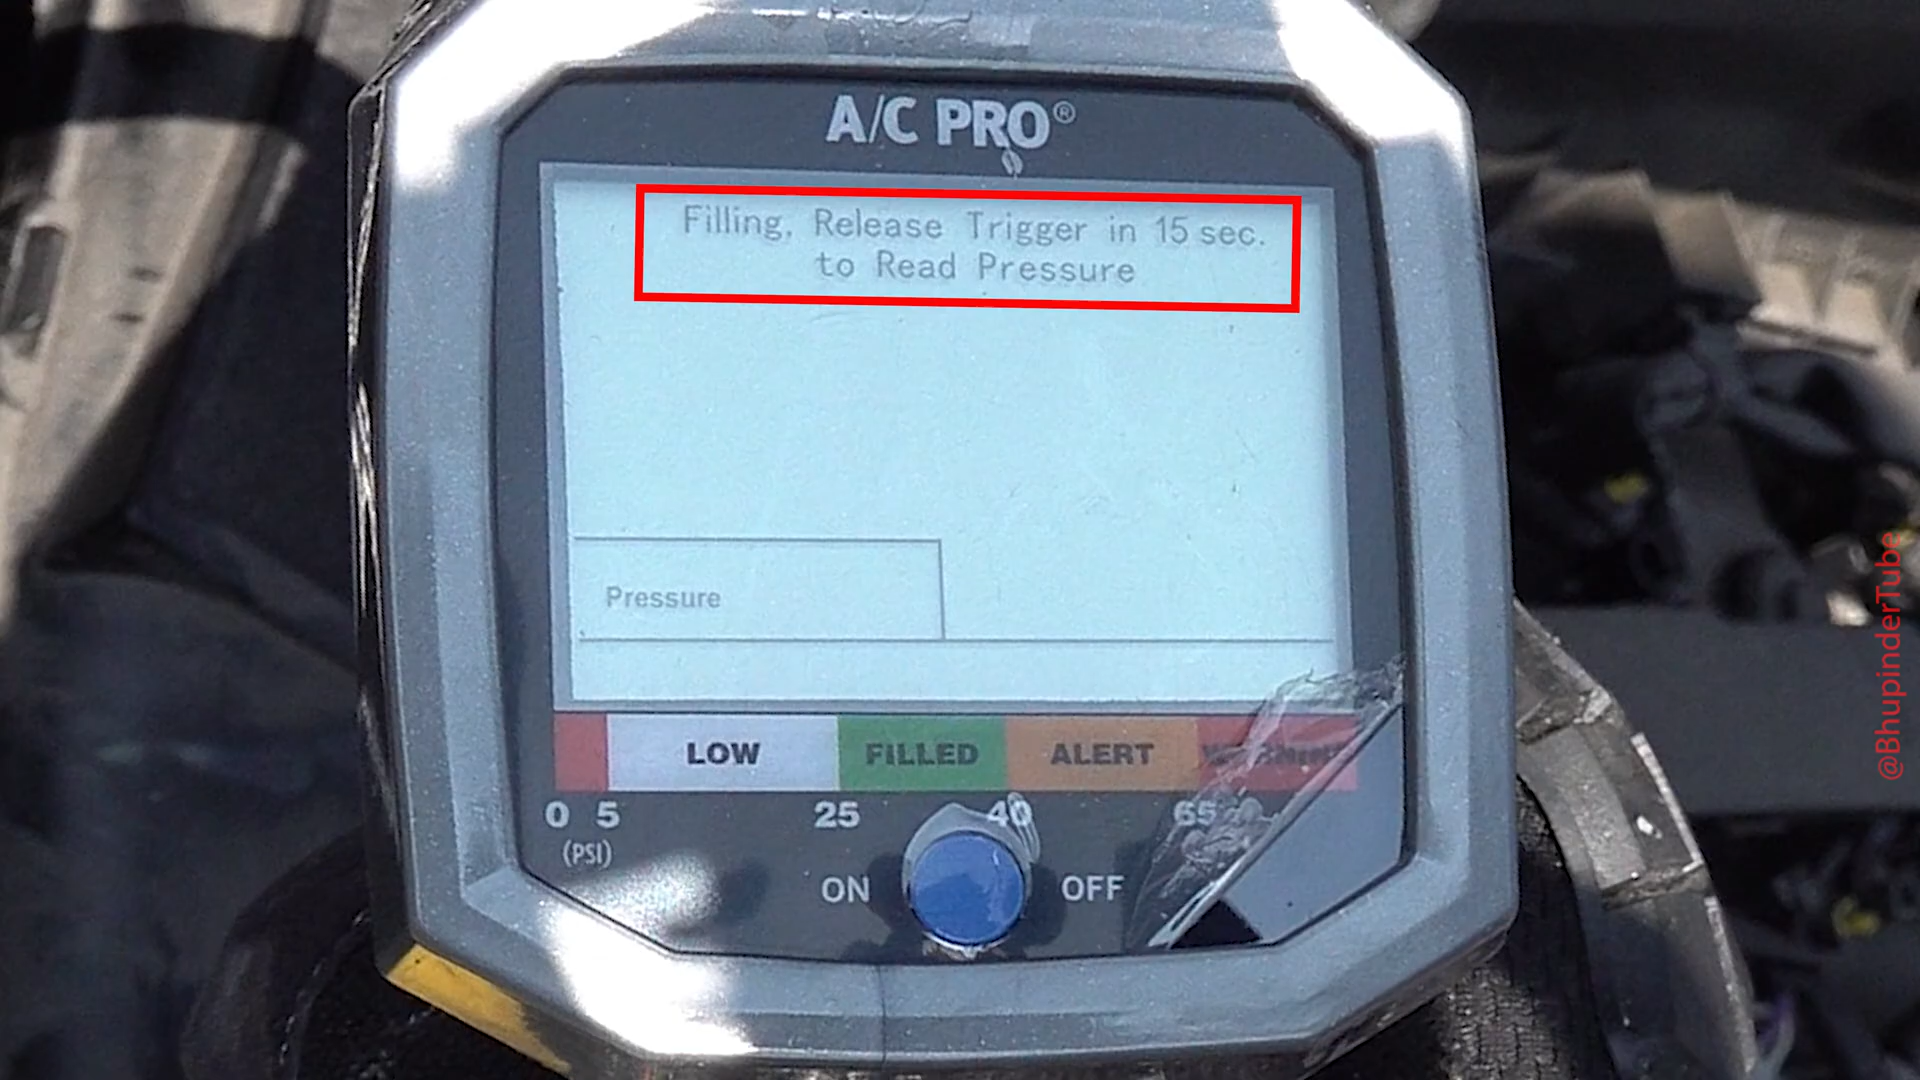 A/C PRO®
Filling, Release Trigger in 15 sec.
to Read Pressure
Pressure
LOW FILLED ALERT WARNING
0 5 25 40 65
(PSI)
ON OFF
@BhupinderTube